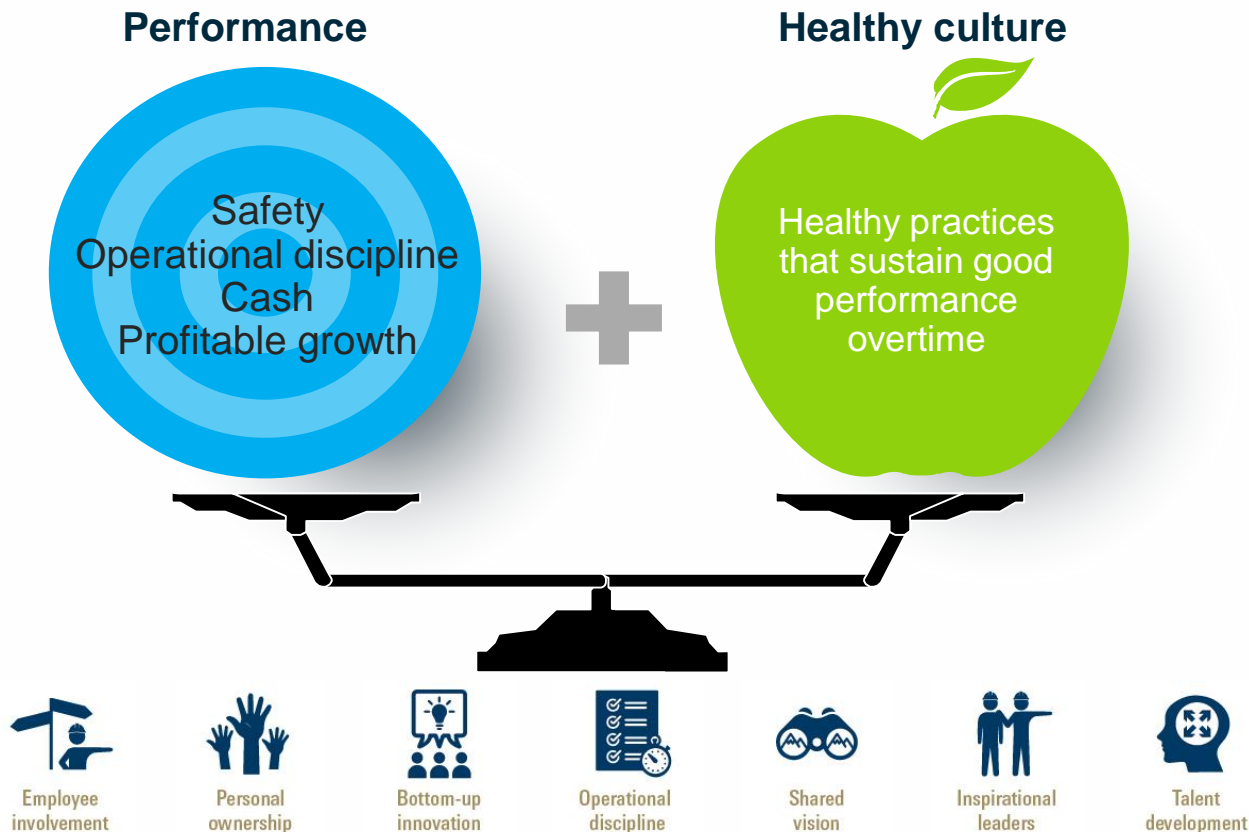 Performance
Healthy culture
Safety
Operational discipline
Cash
Profitable growth
Healthy practices
that sustain good
performance
overtime
Employee
involvement
Personal
ownership
Bottom-up
innovation
Operational
discipline
Shared
vision
Inspirational
leaders
Talent
development